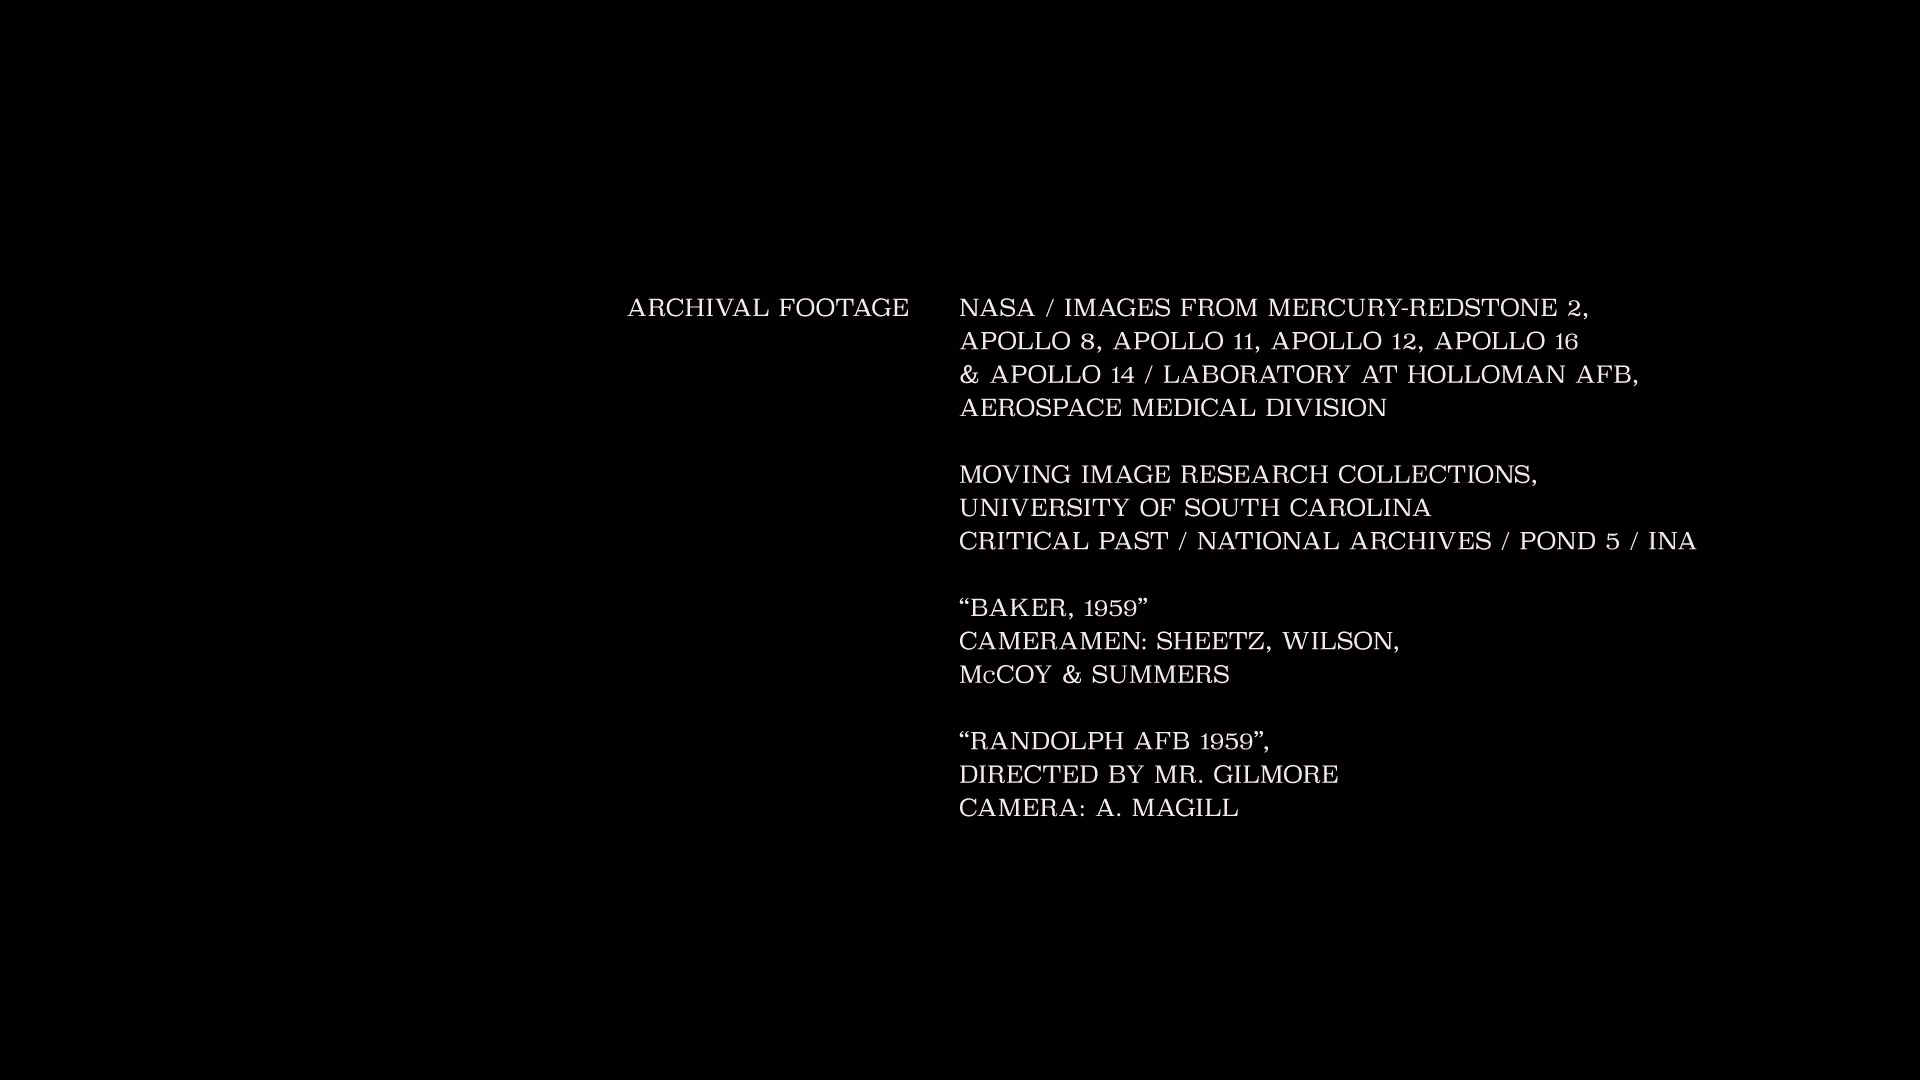 ARCHIVAL FOOTAGE
NASA / IMAGES FROM MERCURY-REDSTONE 2,
APOLLO 8, APOLLO 11, APOLLO 12, APOLLO 16
& APOLLO 14 / LABORATORY AT HOLLOMAN AFB,
AEROSPACE MEDICAL DIVISION
MOVING IMAGE RESEARCH COLLECTIONS,
UNIVERSITY OF SOUTH CAROLINA
CRITICAL PAST / NATIONAL ARCHIVES / POND 5 / INA
“BAKER, 1959”
CAMERAMEN: SHEETZ, WILSON,
McCOY & SUMMERS
“RANDOLPH AFB 1959”,
DIRECTED BY MR. GILMORE
CAMERA: A. MAGILL